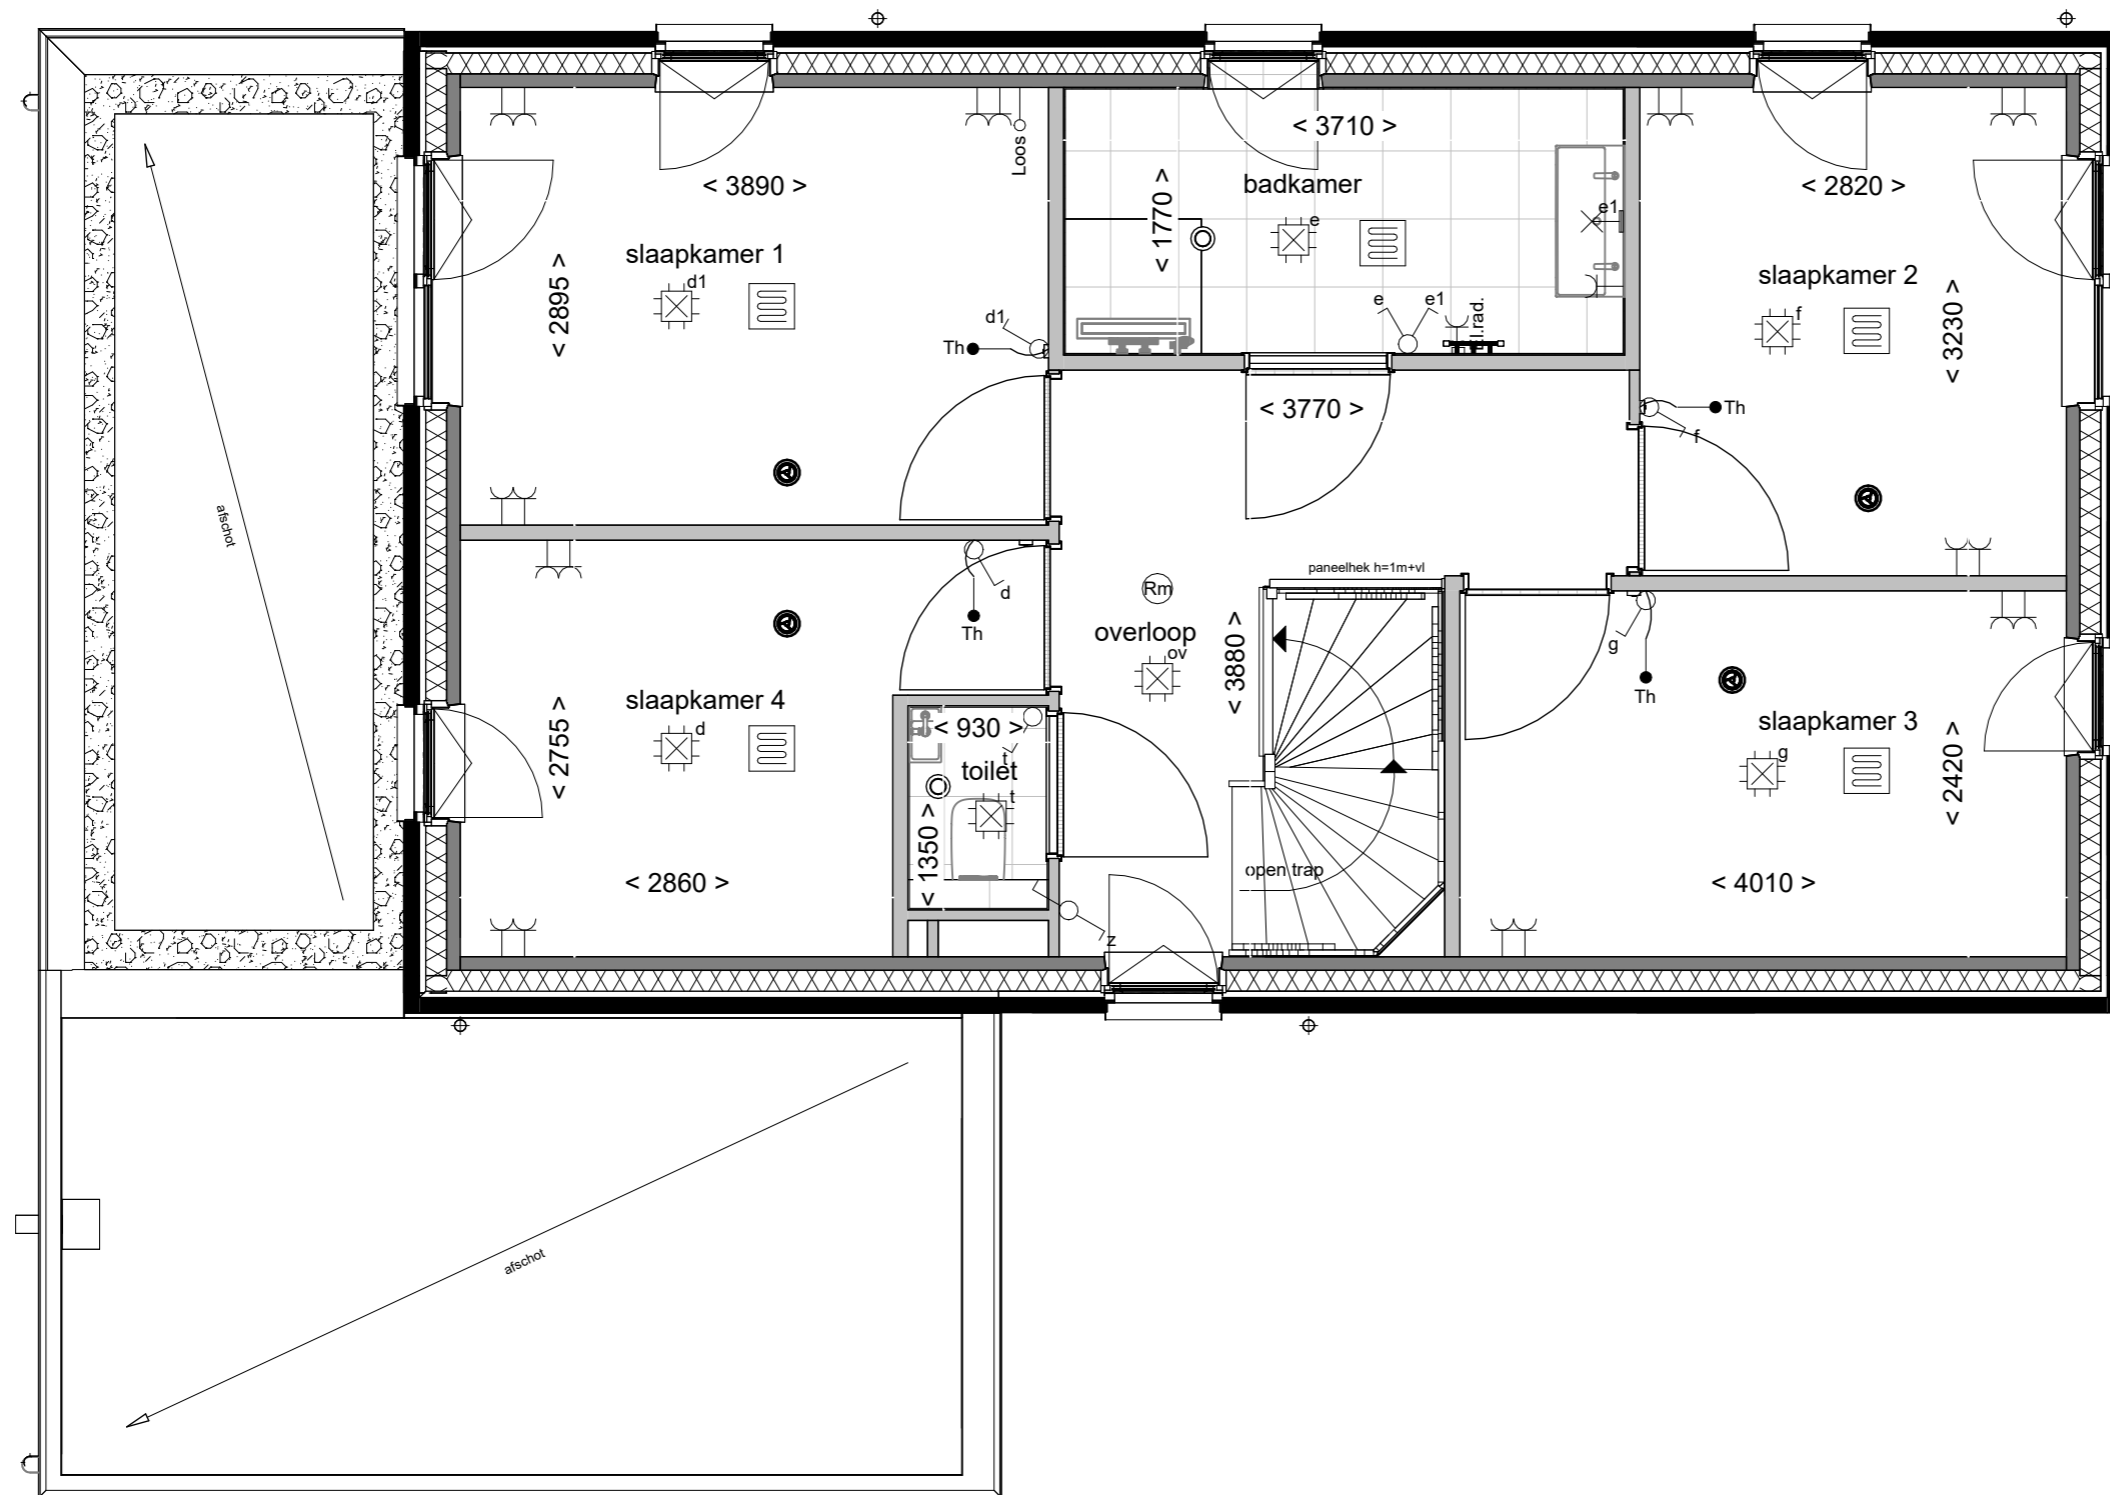 < 3710 >
Loos
< 3890 >
badkamer
< 1770 >
< 2820 >
e
e1
slaapkamer 1
slaapkamer 2
d1
< 2895 >
e
e1
l.rad.
f
< 3230 >
d1
Th
< 3770 >
Th
f
afschot
paneelhek h=1m+vl
Rm
d
Th
overloop
ov
< 3880 >
g
Th
slaapkamer 4
d
< 2755 >
< 930 >
t
toilet
t
< 1350 >
slaapkamer 3
g
< 2420 >
open trap
< 2860 >
< 4010 >
z
afschot